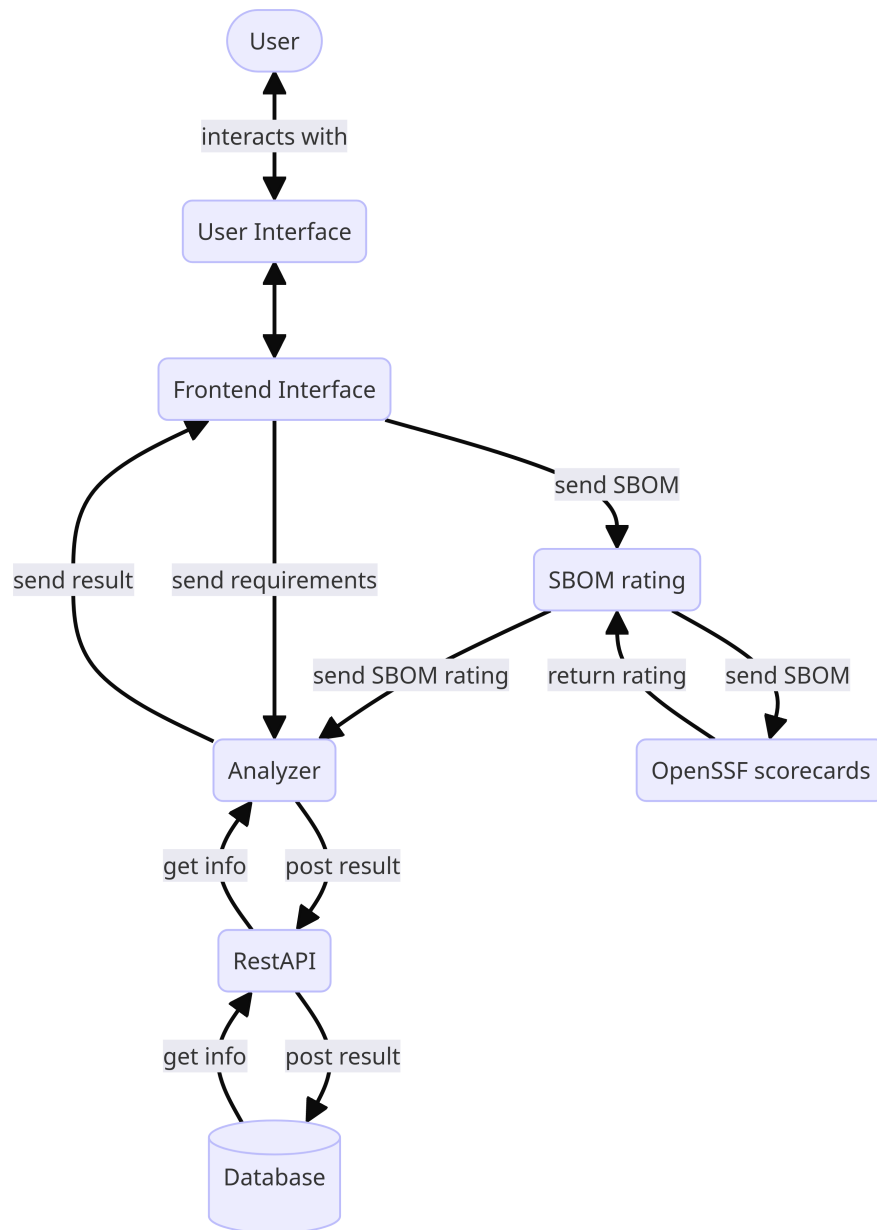 User
interacts with
User Interface
Frontend Interface
send SBOM
send result
send requirements
SBOM rating
send SBOM rating
return rating
send SBOM
Analyzer
OpenSSF scorecards
get info
post result
RestAPI
get info
post result
Database